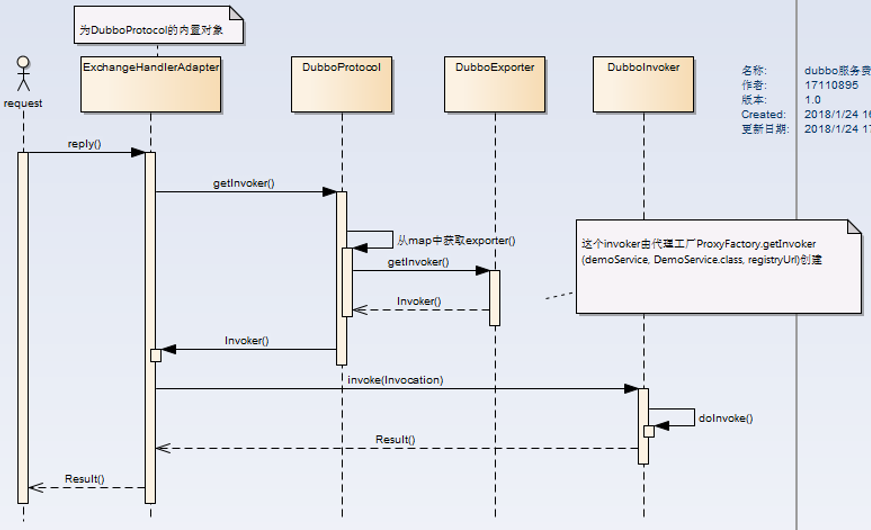 为DubboProtocol的内置对象
ExchangeHandlerAdapter
DubboProtocol
DubboExporter
DubboInvoker
request
名称: dubbo服务费
作者: 17110895
版本: 1.0
Created: 2018/1/24 16
更新日期: 2018/1/24 17
reply()
getInvoker()
从map中获取exporter()
getInvoker()
Invoker()
这个invoker由代理工厂ProxyFactory.getInvoker
(demoService, DemoService.class, registryUrl)创建
Invoker()
invoke(Invocation)
doInvoke()
Result()
Result()